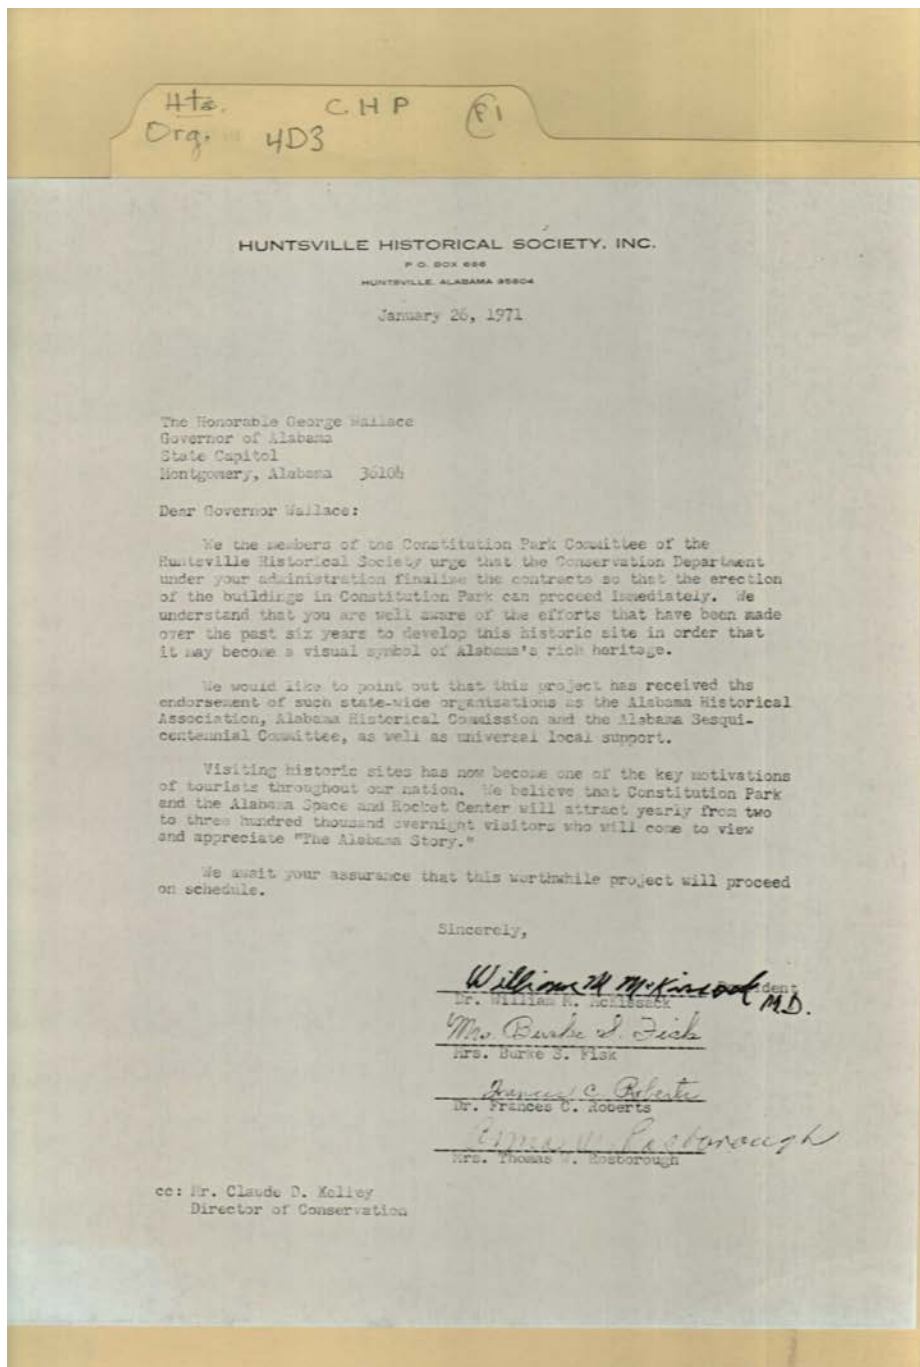 Hts. C.H.P P1
Org. 4D3
HUNTSVILLE HISTORICAL SOCIETY, INC.
P O. BOX 666
HUNTSVILLE, ALABAMA 35804
January 26, 1971
The Honorable George Wallace
Governor of Alabama
State Capitol
Montgomery, Alabama 36104
Dear Governor Wallace:
We the members of the Constitution Park Committee of the
Huntsville Historical Society urge that the Conservation Department
under your administration finalize the contracts so that the erection
of the buildings in Constitution Park can proceed immediately. We
understand that you are well aware of the efforts that have been made
over the past six years to develop this historic site in order that
it may become a visual symbol of Alabama's rich heritage.
We would like to point out that this project has received ths
endorsement of such state-wide organizations as the Alabama Historical
Association, Alabama Historical Commission and the Alabama Sesqui-
centennial Committee, as well as universal local support.
Visiting historic sites has now become one of the key motivations
of tourists throughout our nation. We believe that Constitution Park
and the Alabama Space and Rocket Center will attract yearly from two
to three hundred thousand overnight visitors who will come to view
and appreciate "The Alabama Story."
We await your assurance that this worthwhile project will proceed
on schedule.
Sincerely,
William M McKissack M.D.
Dr. William M. McKissack
Mrs. Burke S. Fisk
Mrs. Burke S. Fisk
Frances C. Roberts
Dr. Frances C. Roberts
Anna W. Rosborough
Mrs. Thomas W. Rosborough
cc: Mr. Claude D. Kelley
Director of Conservation